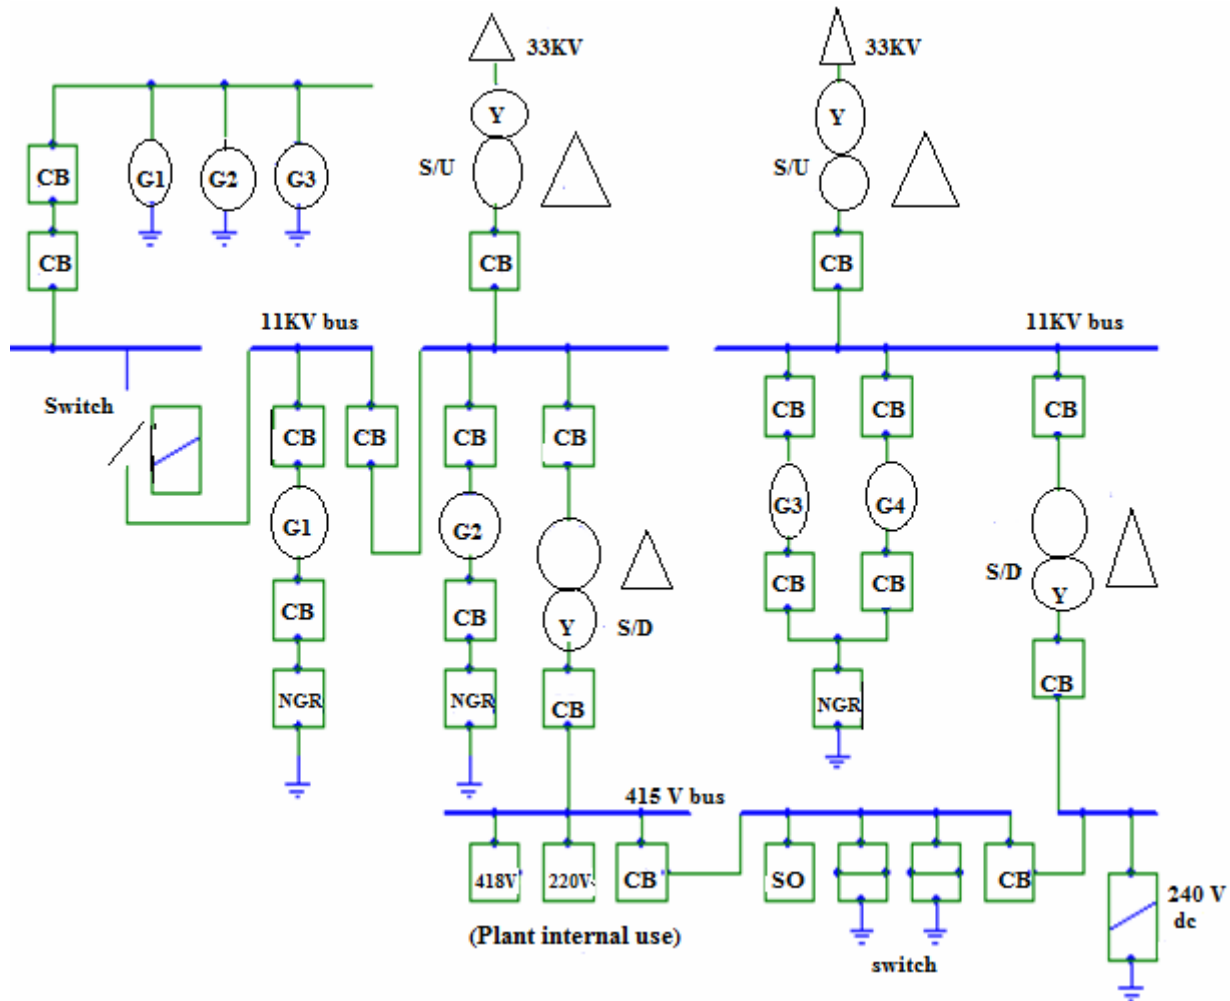 33KV
33KV
Y
Y
S/U
S/U
CB
G1
G2
G3
CB
CB
CB
11KV bus
11KV bus
Switch
CB
CB
CB
CB
CB
CB
CB
G1
G2
G3
G4
S/D
CB
CB
CB
CB
Y
S/D
Y
NGR
NGR
CB
NGR
CB
415 V bus
418V
220V
CB
SO
CB
240 V
dc
(Plant internal use)
switch